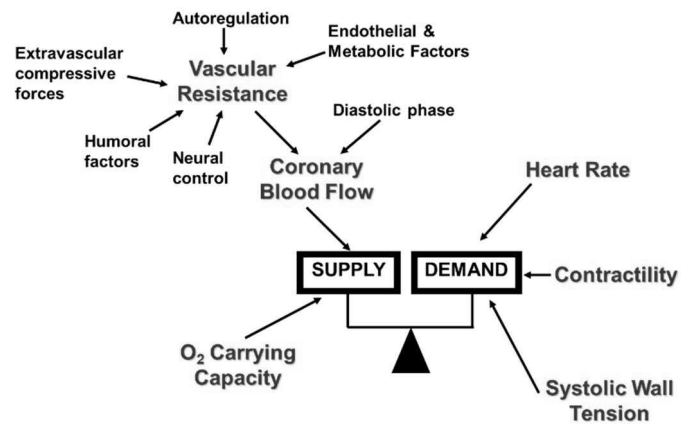 Autoregulation
Endothelial &
Metabolic Factors
Extravascular
compressive
forces
Vascular
Resistance
Humoral
factors
Neural
control
Diastolic phase
Coronary
Blood Flow
Heart Rate
SUPPLY
DEMAND
Contractility
O₂ Carrying
Capacity
Systolic Wall
Tension